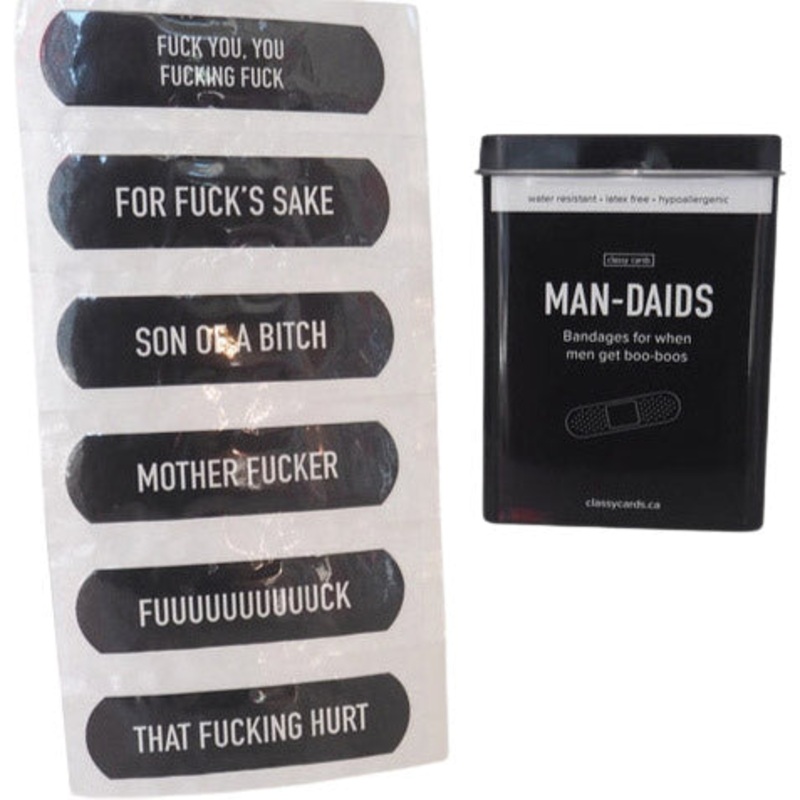 FUCK YOU, YOU
FUCKING FUCK
FOR FUCK'S SAKE
SON OF A BITCH
MOTHER FUCKER
FUUUUUUUUUUUCK
THAT FUCKING HURT
water resistant • latex free • hypoallergenic
classy cards
MAN-DAIDS
Bandages for when
men get boo-boos
classycards.ca